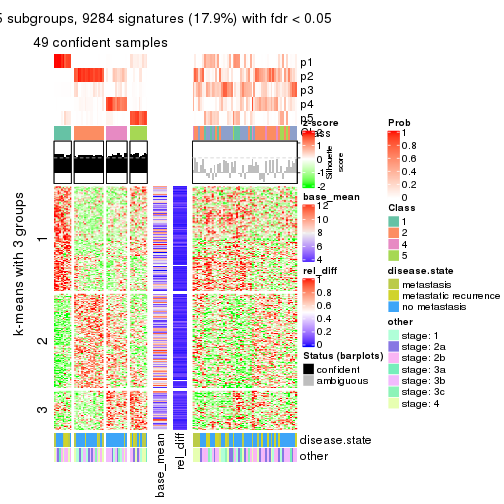 5 subgroups, 9284 signatures (17.9%) with fdr < 0.05
49 confident samples
p1
p2
p3
p4
p5
Class
k-means with 3 groups
1
2
3
Silhouette
score
z-score
2
1
0
-1
-2
base_mean
12
10
8
6
4
rel_diff
1
0.8
0.6
0.4
0.2
0
Status (barplots)
confident
ambiguous
Prob
1
0.8
0.6
0.4
0.2
0
Class
1
2
4
5
disease.state
metastasis
metastatic recurrence
no metastasis
other
stage: 1
stage: 2a
stage: 2b
stage: 3a
stage: 3b
stage: 3c
stage: 4
disease.state
other
base_mean
rel_diff